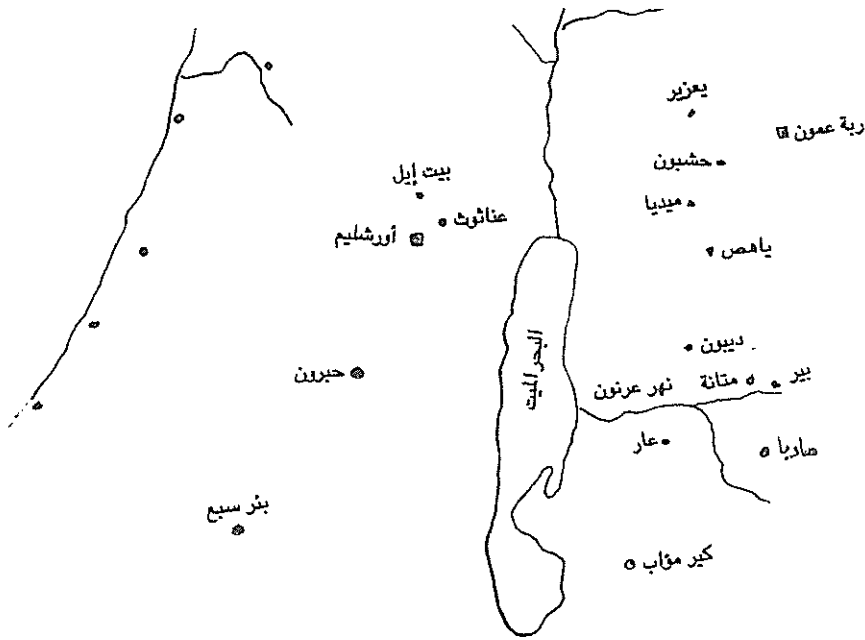 يعزير
ربة عمون
حشبون
بيت إيل
ميديا
عناثوث
أورشليم
ياهص
البحر الميت
ديبون
حبرون
بير
متانة
نهر عرنون
عار
صاربا
بئر سبع
كير مؤاب